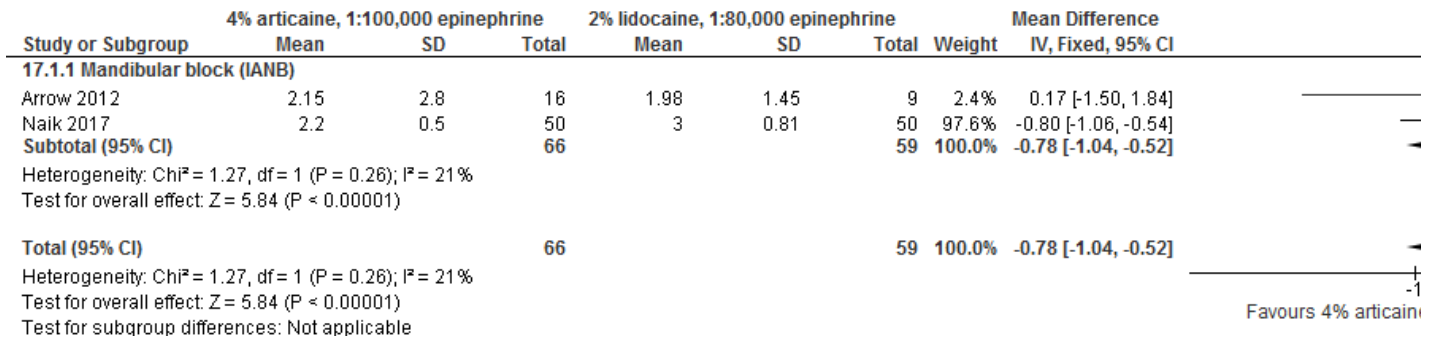 4% articaine, 1:100,000 epinephrine 2% lidocaine, 1:80,000 epinephrine Mean Difference
Study or Subgroup Mean SD Total Mean SD Total Weight IV, Fixed, 95% CI
17.1.1 Mandibular block (IANB)
Arrow 2012 2.15 2.8 16 1.98 1.45 9 2.4% 0.17 [-1.50, 1.84]
Naik 2017 2.2 0.5 50 3 0.81 50 97.6% -0.80 [-1.06, -0.54]
Subtotal (95% CI) 66 59 100.0% -0.78 [-1.04, -0.52]
Heterogeneity: Chi² = 1.27, df = 1 (P = 0.26); I² = 21%
Test for overall effect: Z = 5.84 (P < 0.00001)
Total (95% CI) 66 59 100.0% -0.78 [-1.04, -0.52]
Heterogeneity: Chi² = 1.27, df = 1 (P = 0.26); I² = 21%
Test for overall effect: Z = 5.84 (P < 0.00001)
Test for subgroup differences: Not applicable
-1
Favours 4% articain